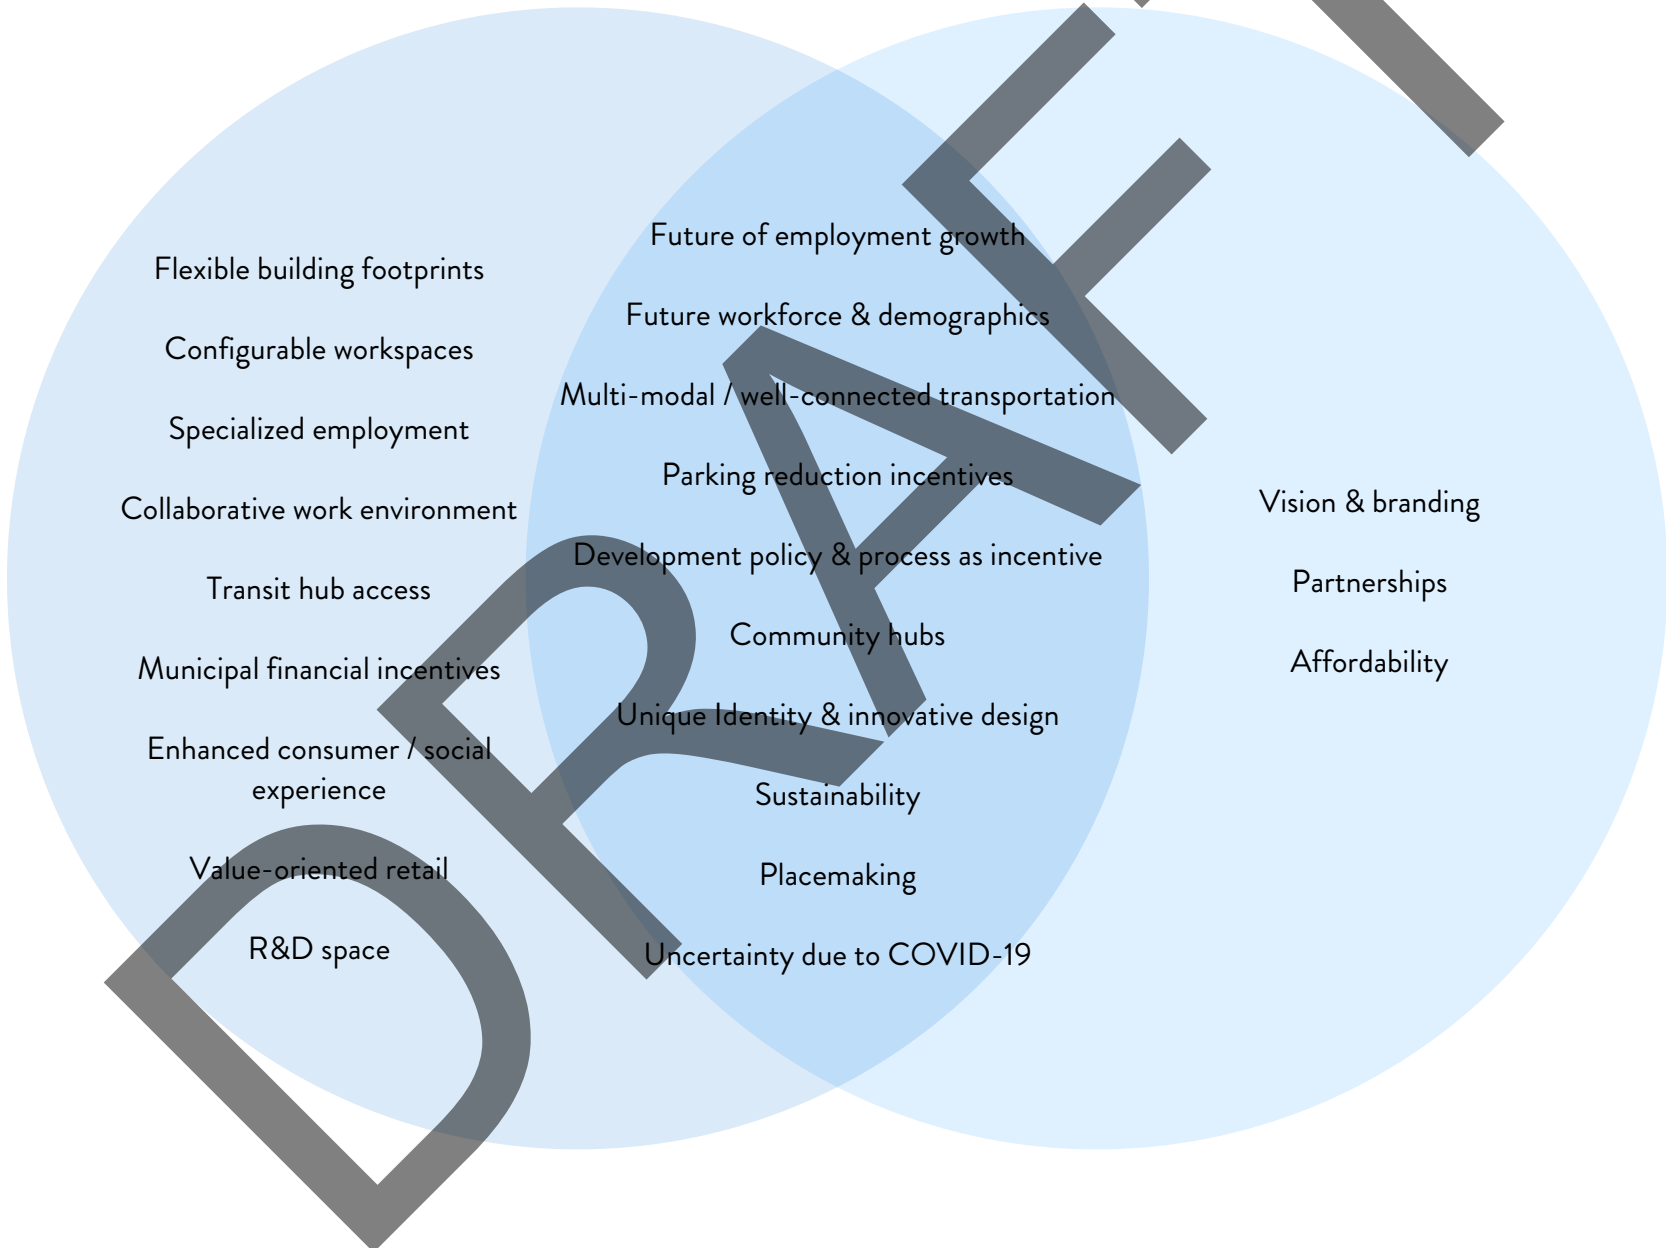 Flexible building footprints
Configurable workspaces
Specialized employment
Collaborative work environment
Transit hub access
Municipal financial incentives
Enhanced consumer / social
experience
Value-oriented retail
R&D space
Future of employment growth
Future workforce & demographics
Multi-modal / well-connected transportation
Parking reduction incentives
Development policy & process as incentive
Community hubs
Unique Identity & innovative design
Sustainability
Placemaking
Uncertainty due to COVID-19
Vision & branding
Partnerships
Affordability
DRAFT